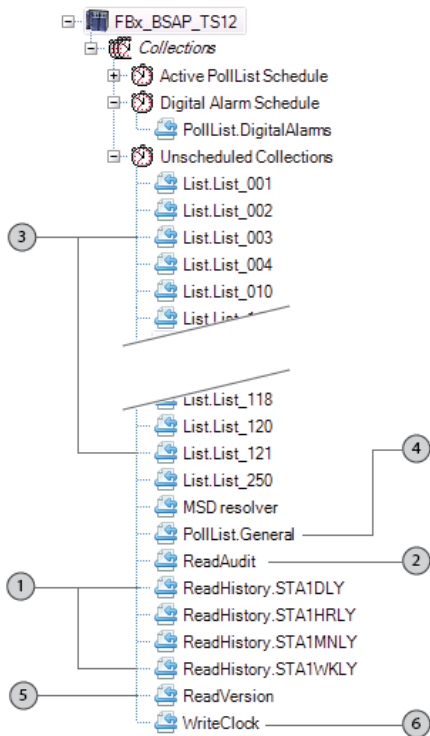 FBx_BSAP_TS12
Collections
Active PollList Schedule
Digital Alarm Schedule
PollList.DigitalAlarms
Unscheduled Collections
List.List_001
List.List_002
3 List.List_003
List.List_004
List.List_010
List.List
List.List_118
List.List_120
4
List.List_121
List.List_250
MSD resolver
PollList.General
ReadAudit 2
1 ReadHistory.STA1DLY
ReadHistory.STA1HRLY
ReadHistory.STA1MNLY
ReadHistory.STA1WKLY
5 ReadVersion
WriteClock 6